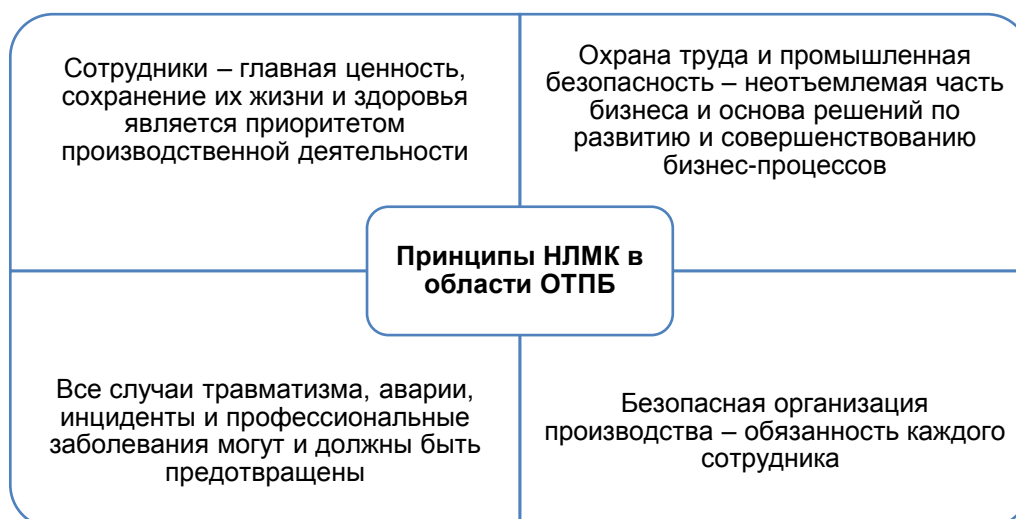 Сотрудники – главная ценность,
сохранение их жизни и здоровья
является приоритетом
производственной деятельности
Охрана труда и промышленная
безопасность – неотъемлемая часть
бизнеса и основа решений по
развитию и совершенствованию
бизнес-процессов
Принципы НЛМК в
области ОТПБ
Все случаи травматизма, аварии,
инциденты и профессиональные
заболевания могут и должны быть
предотвращены
Безопасная организация
производства – обязанность каждого
сотрудника